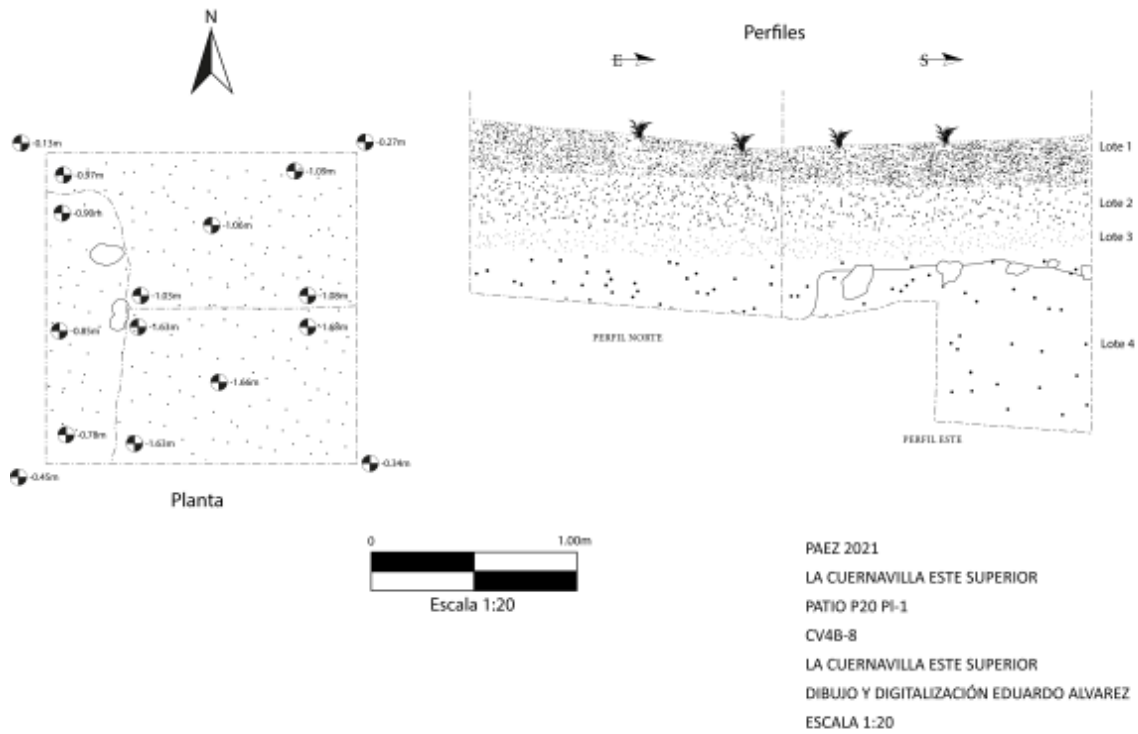 N
Perfiles
E
S
-0.13m
-0.27m
-0.97m
-1.09m
-0.90m
-1.06m
-1.03m
-1.08m
-0.85m
-1.63m
-1.68m
-1.66m
-0.78m
-1.63m
-0.45m
-0.34m
Planta
Lote 1
Lote 2
Lote 3
Lote 4
PERFIL NORTE
PERFIL ESTE
0
1.00m
Escala 1:20
PAEZ 2021
LA CUERNAVILLA ESTE SUPERIOR
PATIO P20 PI-1
CV4B-8
LA CUERNAVILLA ESTE SUPERIOR
DIBUJO Y DIGITALIZACIÓN EDUARDO ALVAREZ
ESCALA 1:20